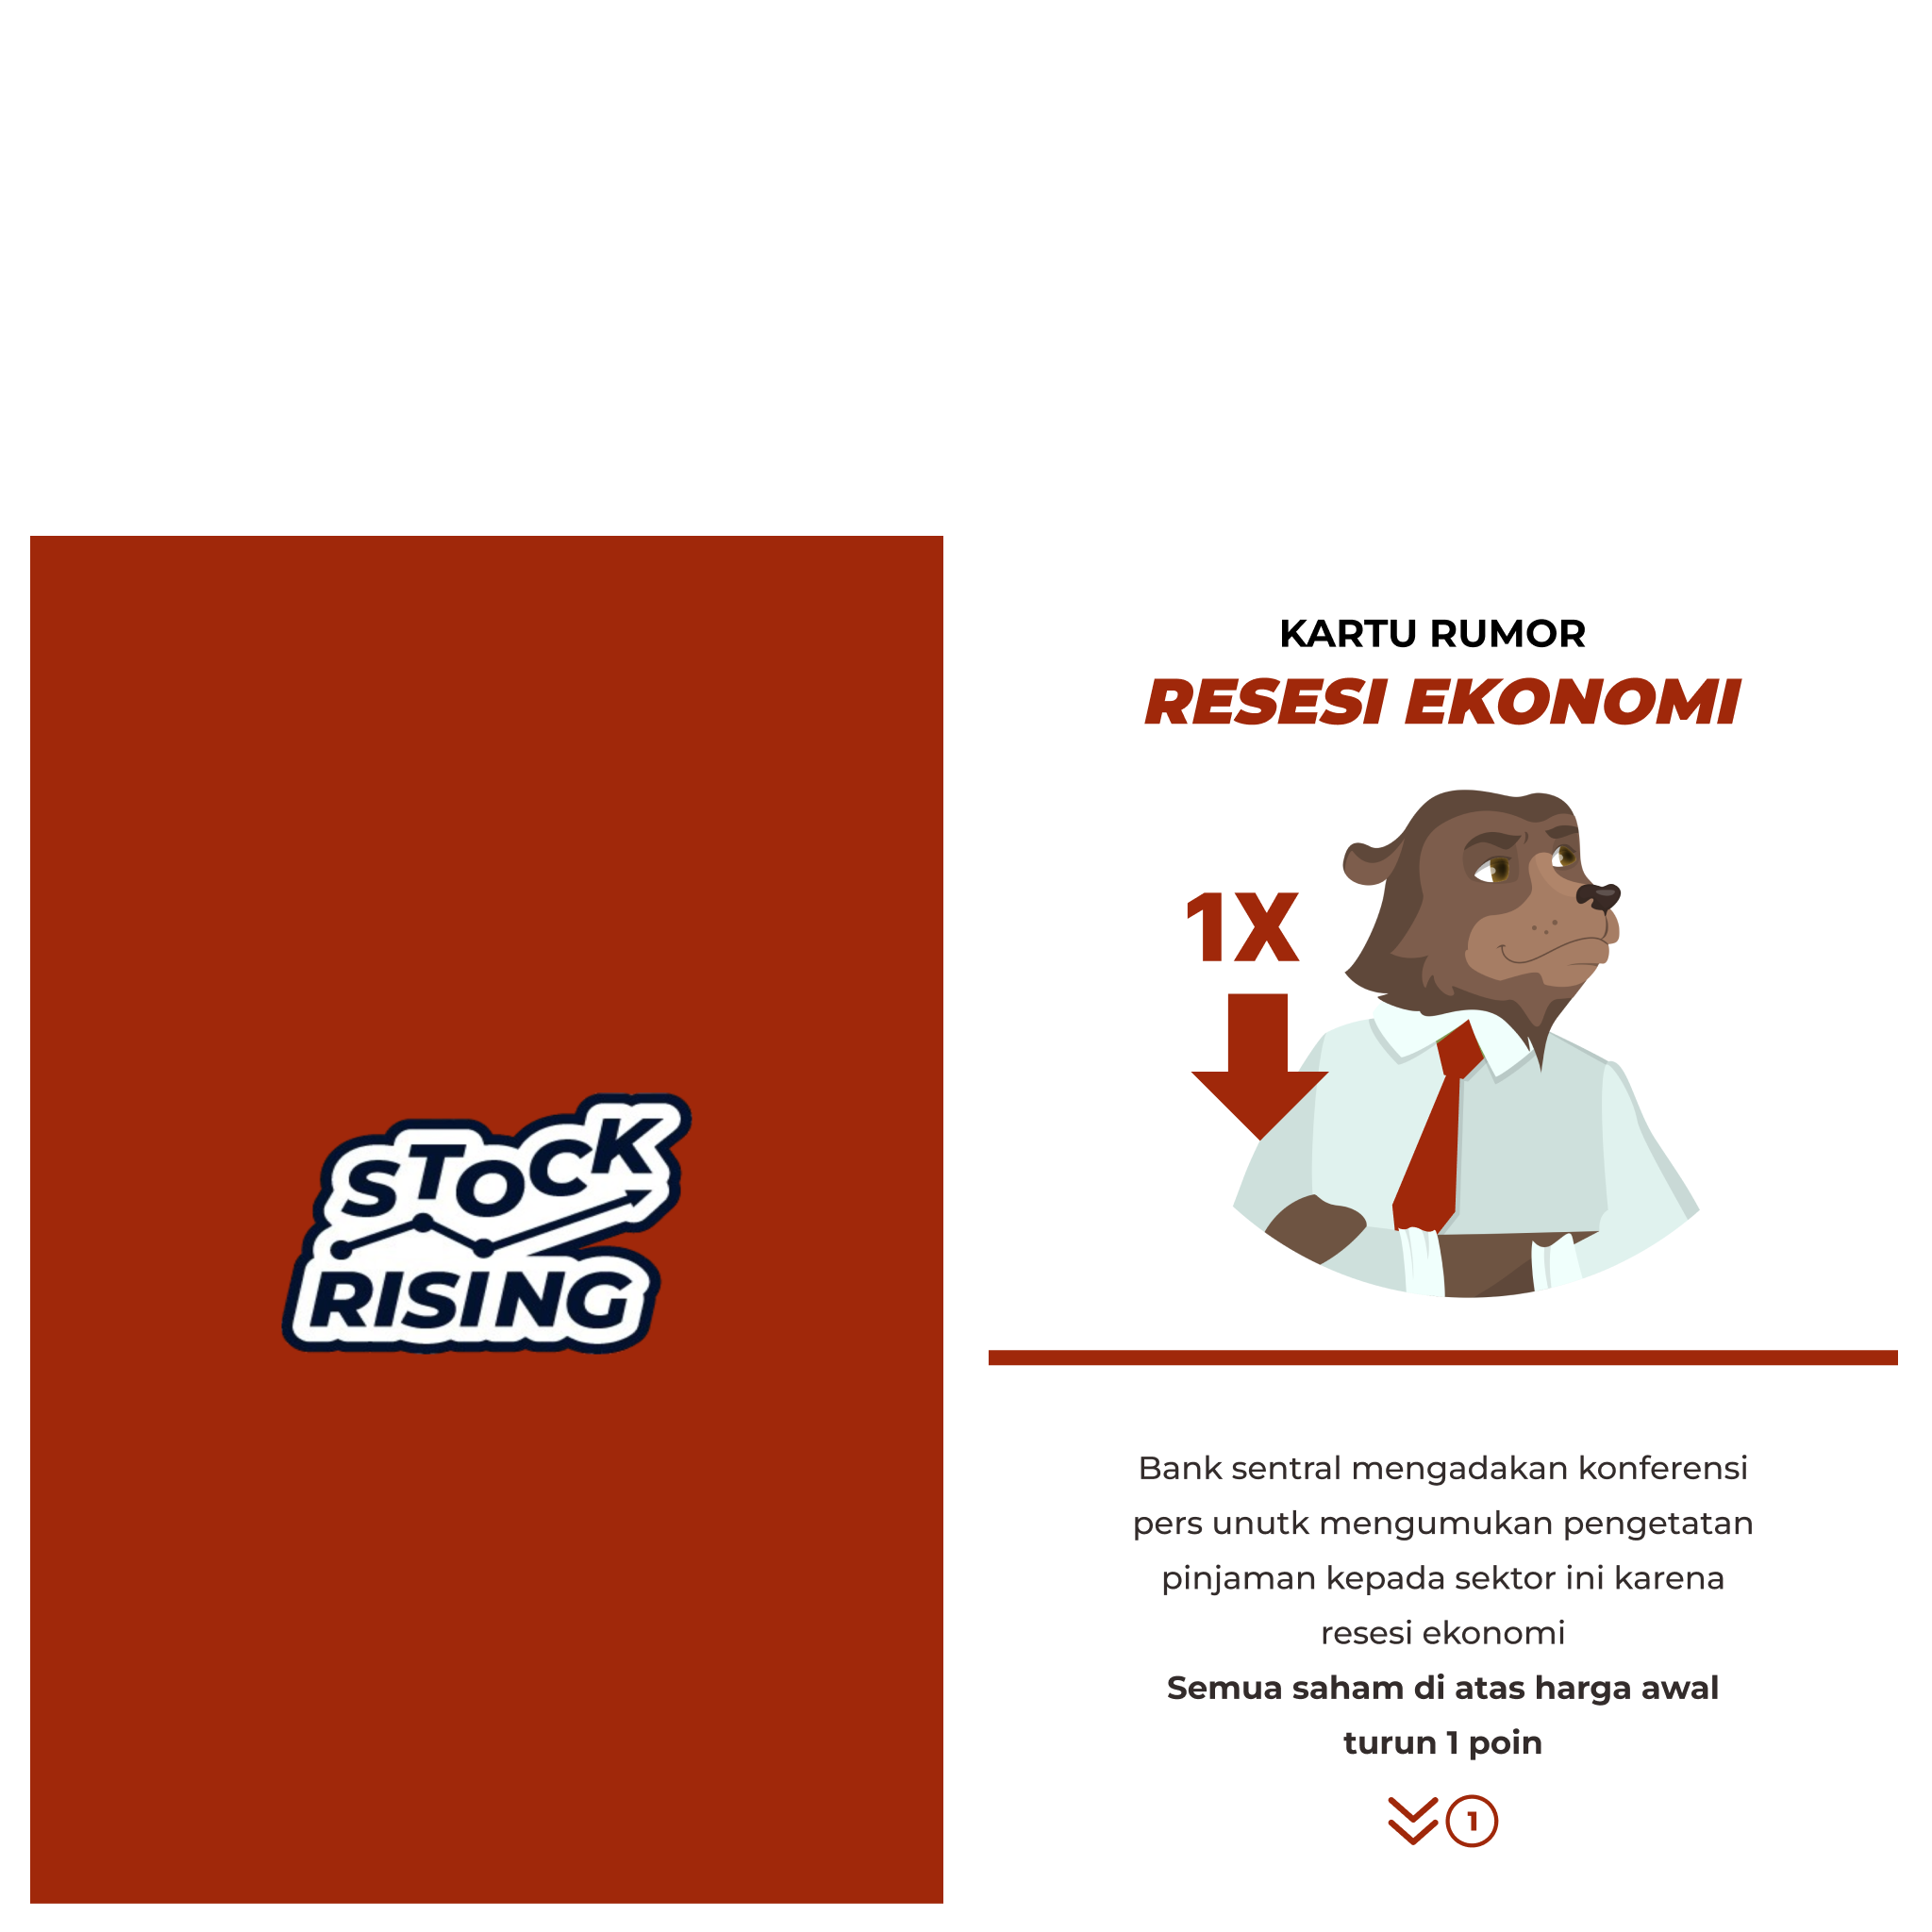 STOCK
RISING
KARTU RUMOR
RESESI EKONOMI
1X
Bank sentral mengadakan konferensi
pers unutk mengumukan pengetatan
pinjaman kepada sektor ini karena
resesi ekonomi
Semua saham di atas harga awal
turun 1 poin
1